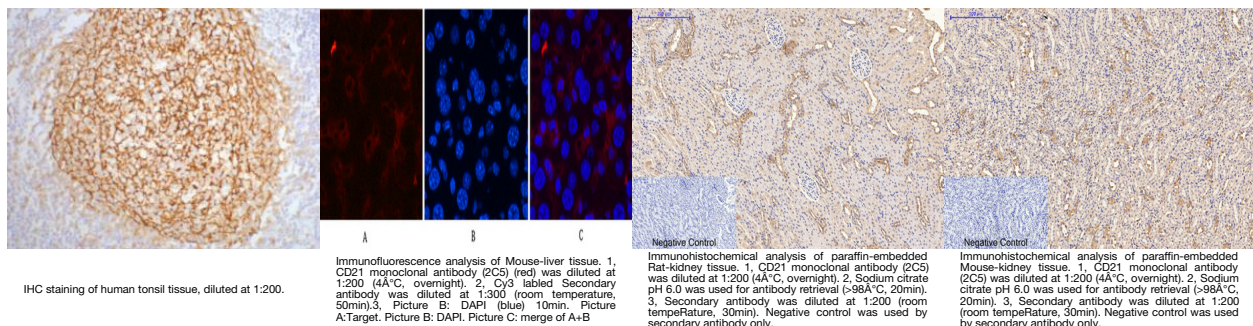 A
B
C
Negative Control
Negative Control
IHC staining of human tonsil tissue, diluted at 1:200.
Immunofluorescence analysis of Mouse-liver tissue. 1,
CD21 monoclonal antibody (2C5) (red) was diluted at
1:200 (4Â°C, overnight). 2, Cy3 labled Secondary
antibody was diluted at 1:300 (room temperature,
50min).3, Picture B: DAPI (blue) 10min. Picture
A:Target. Picture B: DAPI. Picture C: merge of A+B
Immunohistochemical analysis of paraffin-embedded
Rat-kidney tissue. 1, CD21 monoclonal antibody (2C5)
was diluted at 1:200 (4Â°C, overnight). 2, Sodium citrate
pH 6.0 was used for antibody retrieval (>98Â°C, 20min).
3, Secondary antibody was diluted at 1:200 (room
tempeRature, 30min). Negative control was used by
secondary antibody only.
Immunohistochemical analysis of paraffin-embedded
Mouse-kidney tissue. 1, CD21 monoclonal antibody
(2C5) was diluted at 1:200 (4Â°C, overnight). 2, Sodium
citrate pH 6.0 was used for antibody retrieval (>98Â°C,
20min). 3, Secondary antibody was diluted at 1:200
(room tempeRature, 30min). Negative control was used
by secondary antibody only.